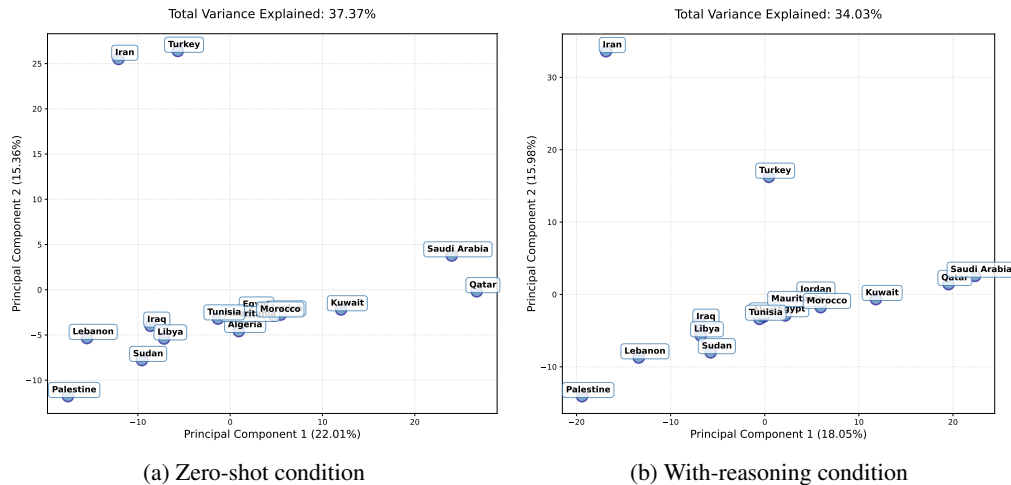 Total Variance Explained: 37.37%
Iran
Turkey
Saudi Arabia
Qatar
Kuwait
Morocco
Tunisia
Algeria
Iraq
Libya
Lebanon
Sudan
Palestine
25
20
15
10
5
0
−5
−10
−10
0
10
20
Principal Component 2 (15.36%)
Principal Component 1 (22.01%)
(a) Zero-shot condition
Total Variance Explained: 34.03%
Iran
Turkey
Saudi Arabia
Qatar
Kuwait
Jordan
Morocco
Tunisia
Iraq
Libya
Sudan
Lebanon
Palestine
30
20
10
0
−10
−20
−10
0
10
20
Principal Component 2 (15.98%)
Principal Component 1 (18.05%)
(b) With-reasoning condition